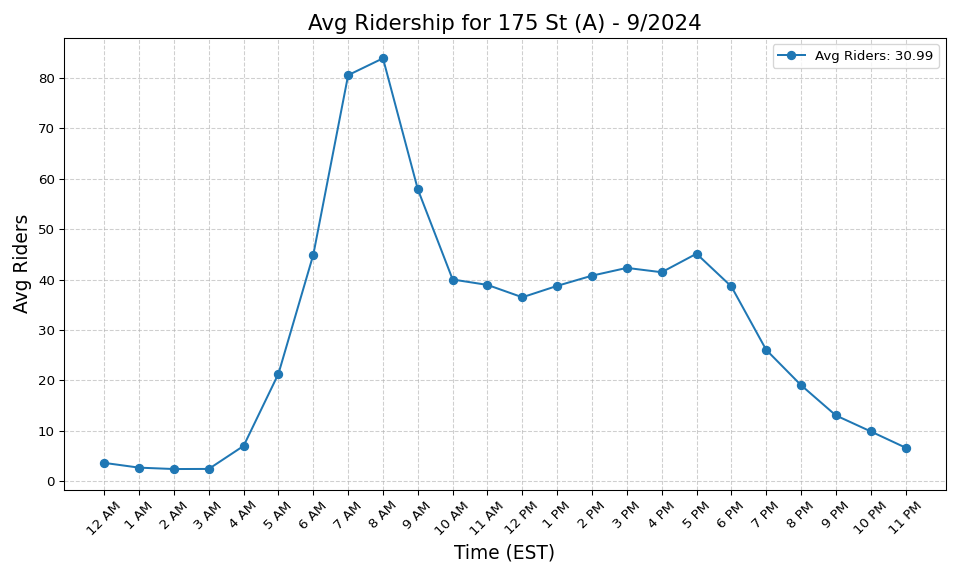 Avg Ridership for 175 St (A) - 9/2024
Avg Riders: 30.99
80
70
60
50
40
30
20
10
0
Avg Riders
12 AM
1 AM
2 AM
3 AM
4 AM
5 AM
6 AM
7 AM
8 AM
9 AM
10 AM
11 AM
12 PM
1 PM
2 PM
3 PM
4 PM
5 PM
6 PM
7 PM
8 PM
9 PM
10 PM
11 PM
Time (EST)